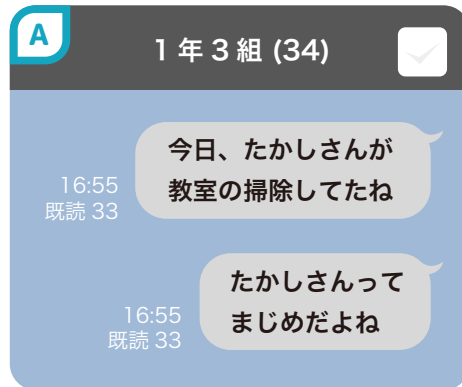 A
1年3組 (34)
今日、たかしさんが
教室の掃除してたね
16:55
既読 33
たかしさんって
まじめだよね
16:55
既読 33